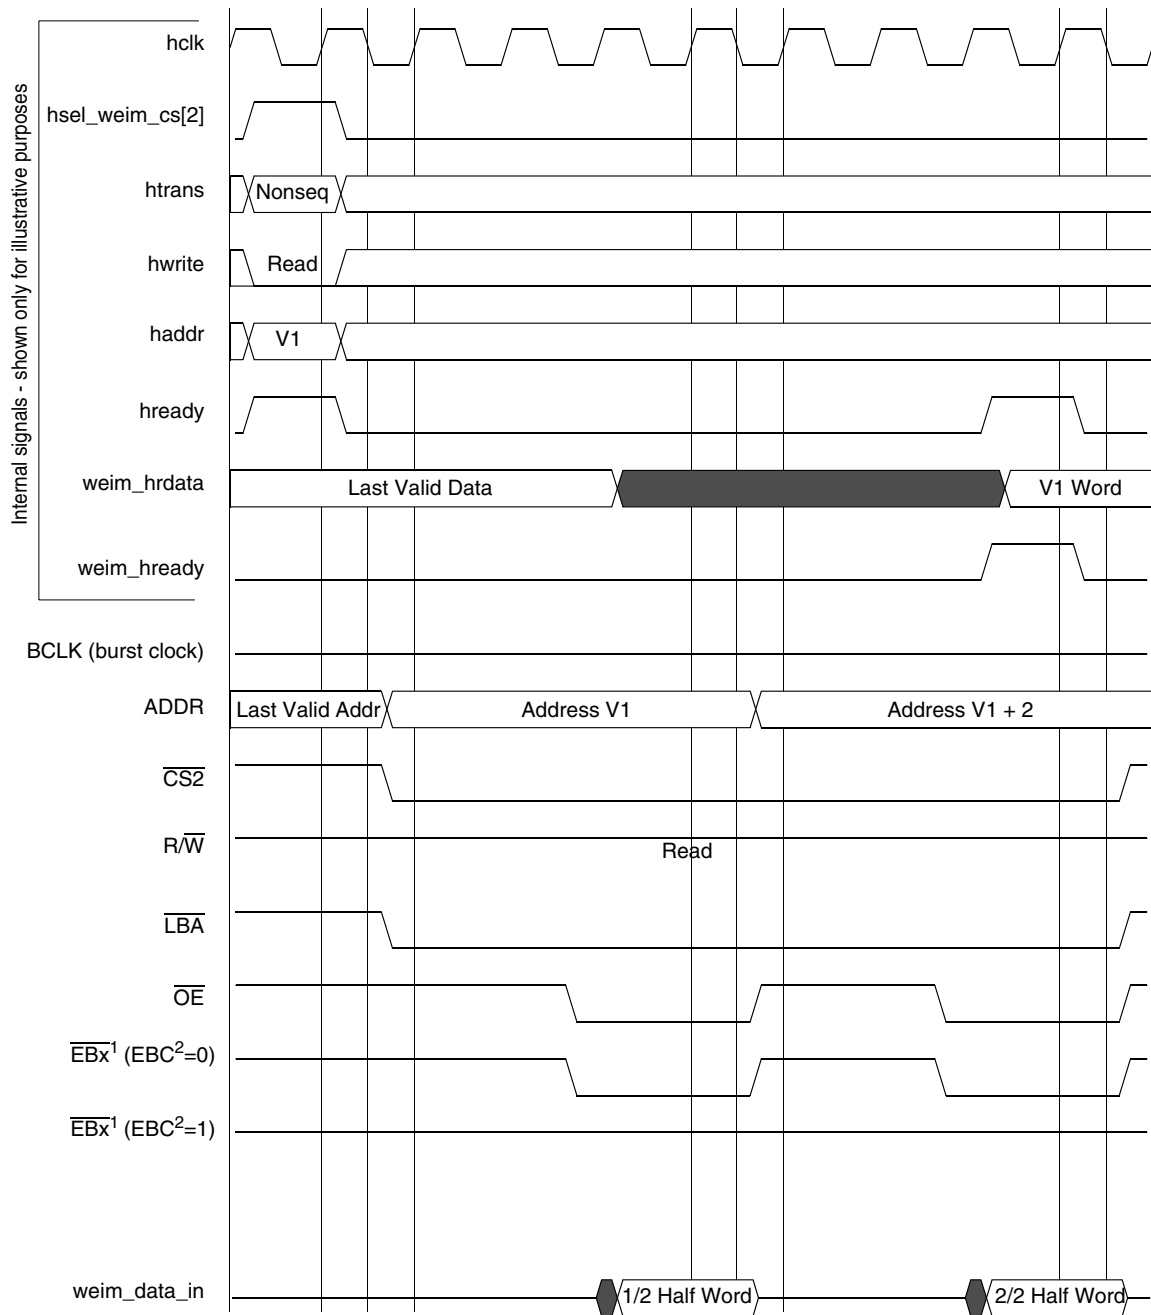 Internal signals - shown only for illustrative purposes
hclk
hsel_weim_cs[2]
htrans Nonseq
hwrite Read
haddr V1
hready
weim_hrdata Last Valid Data V1 Word
weim_hready
BCLK (burst clock)
ADDR Last Valid Addr Address V1 Address V1 + 2
CS2
R/W Read
LBA
OE
EBx1 (EBC2=0)
EBx1 (EBC2=1)
weim_data_in 1/2 Half Word 2/2 Half Word